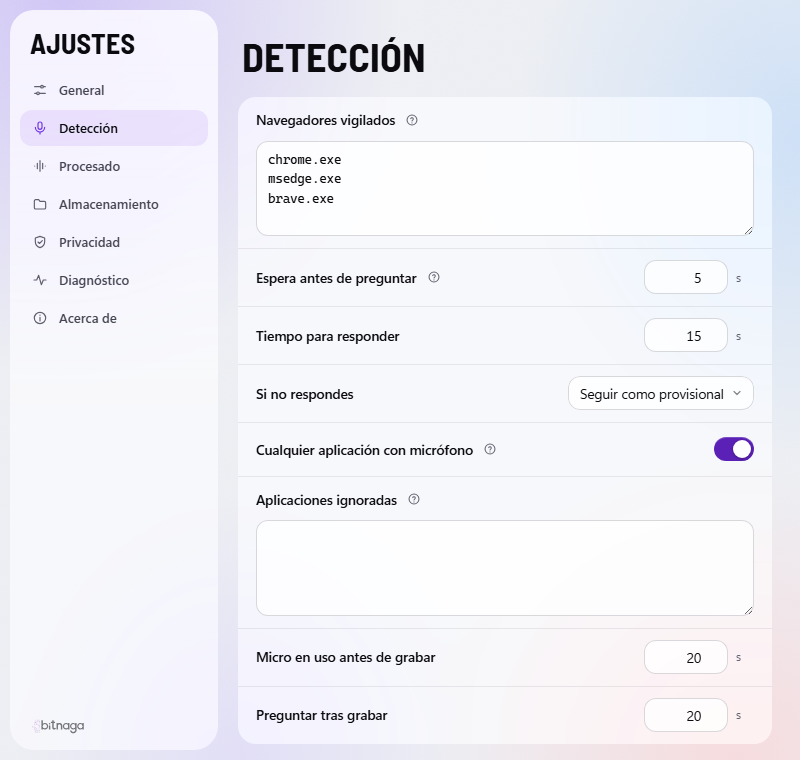 AJUSTES
General
Detección
Procesado
Almacenamiento
Privacidad
Diagnóstico
Acerca de
bitnaga
DETECCIÓN
Navegadores vigilados
chrome.exe
msedge.exe
brave.exe
Espera antes de preguntar
5 s
Tiempo para responder
15 s
Si no respondes
Seguir como provisional
Cualquier aplicación con micrófono
Aplicaciones ignoradas
Micro en uso antes de grabar
20 s
Preguntar tras grabar
20 s